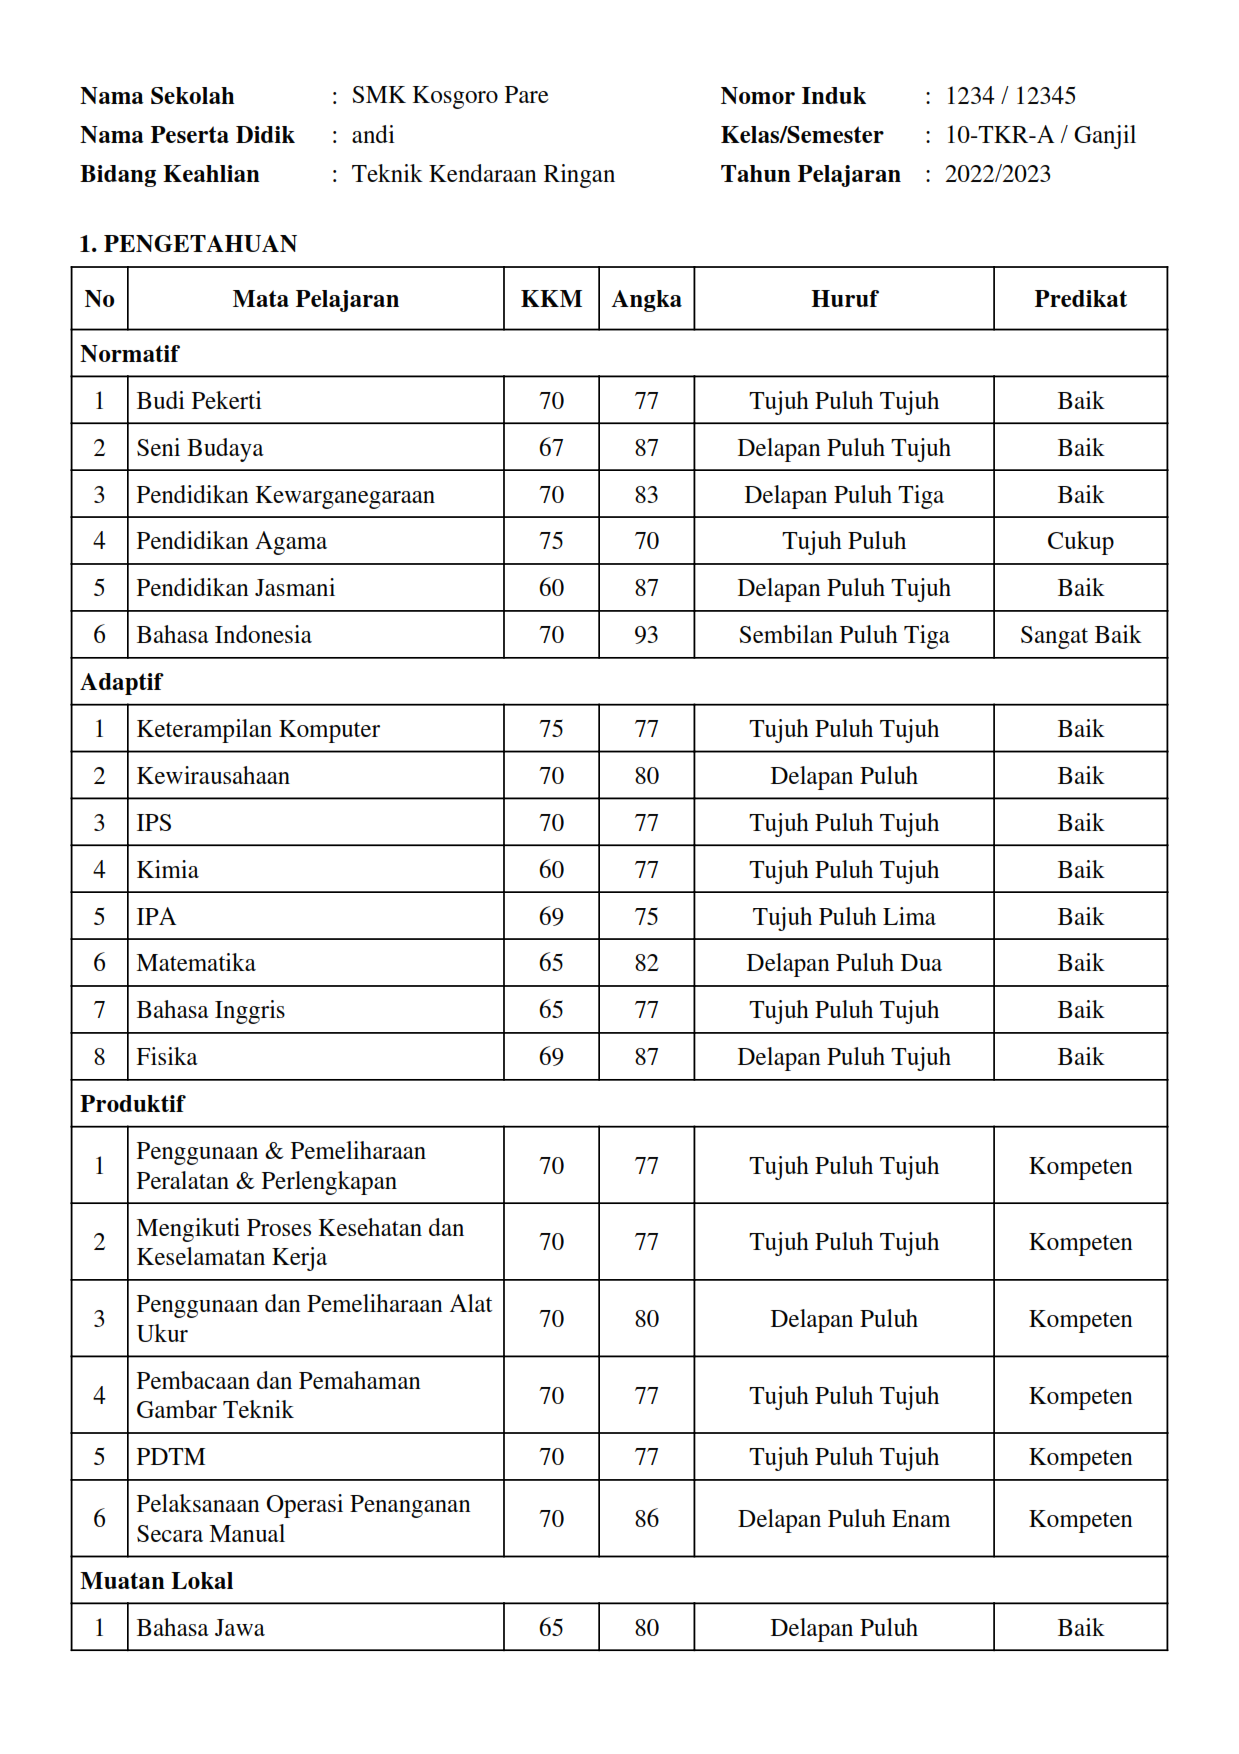 Nama Sekolah : SMK Kosgoro Pare Nomor Induk : 1234 / 12345
Nama Peserta Didik : andi Kelas/Semester : 10-TKR-A / Ganjil
Bidang Keahlian : Teknik Kendaraan Ringan Tahun Pelajaran : 2022/2023
1. PENGETAHUAN
No Mata Pelajaran KKM Angka Huruf Predikat
Normatif
1 Budi Pekerti 70 77 Tujuh Puluh Tujuh Baik
2 Seni Budaya 67 87 Delapan Puluh Tujuh Baik
3 Pendidikan Kewarganegaraan 70 83 Delapan Puluh Tiga Baik
4 Pendidikan Agama 75 70 Tujuh Puluh Cukup
5 Pendidikan Jasmani 60 87 Delapan Puluh Tujuh Baik
6 Bahasa Indonesia 70 93 Sembilan Puluh Tiga Sangat Baik
Adaptif
1 Keterampilan Komputer 75 77 Tujuh Puluh Tujuh Baik
2 Kewirausahaan 70 80 Delapan Puluh Baik
3 IPS 70 77 Tujuh Puluh Tujuh Baik
4 Kimia 60 77 Tujuh Puluh Tujuh Baik
5 IPA 69 75 Tujuh Puluh Lima Baik
6 Matematika 65 82 Delapan Puluh Dua Baik
7 Bahasa Inggris 65 77 Tujuh Puluh Tujuh Baik
8 Fisika 69 87 Delapan Puluh Tujuh Baik
Produktif
1 Penggunaan & Pemeliharaan
Peralatan & Perlengkapan 70 77 Tujuh Puluh Tujuh Kompeten
2 Mengikuti Proses Kesehatan dan
Keselamatan Kerja 70 77 Tujuh Puluh Tujuh Kompeten
3 Penggunaan dan Pemeliharaan Alat
Ukur 70 80 Delapan Puluh Kompeten
4 Pembacaan dan Pemahaman
Gambar Teknik 70 77 Tujuh Puluh Tujuh Kompeten
5 PDTM 70 77 Tujuh Puluh Tujuh Kompeten
6 Pelaksanaan Operasi Penanganan
Secara Manual 70 86 Delapan Puluh Enam Kompeten
Muatan Lokal
1 Bahasa Jawa 65 80 Delapan Puluh Baik